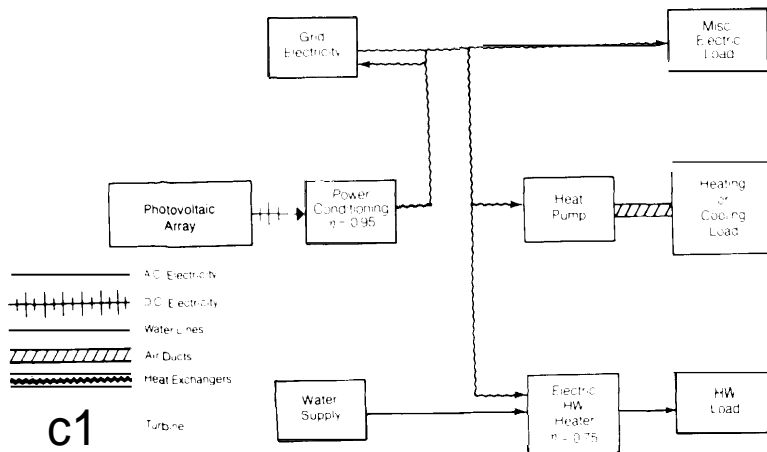 Grid
Electricity
Misc
Electric
Load
Photovoltaic
Array
Power
Conditioning
η = 0.95
Heat
Pump
Heating
or
Cooling
Load
A.C. Electricity
D.C. Electricity
Water Lines
Air Ducts
Heat Exchangers
Turbine
c1
Water
Supply
Electric
HW
Heater
η = 0.75
HW
Load